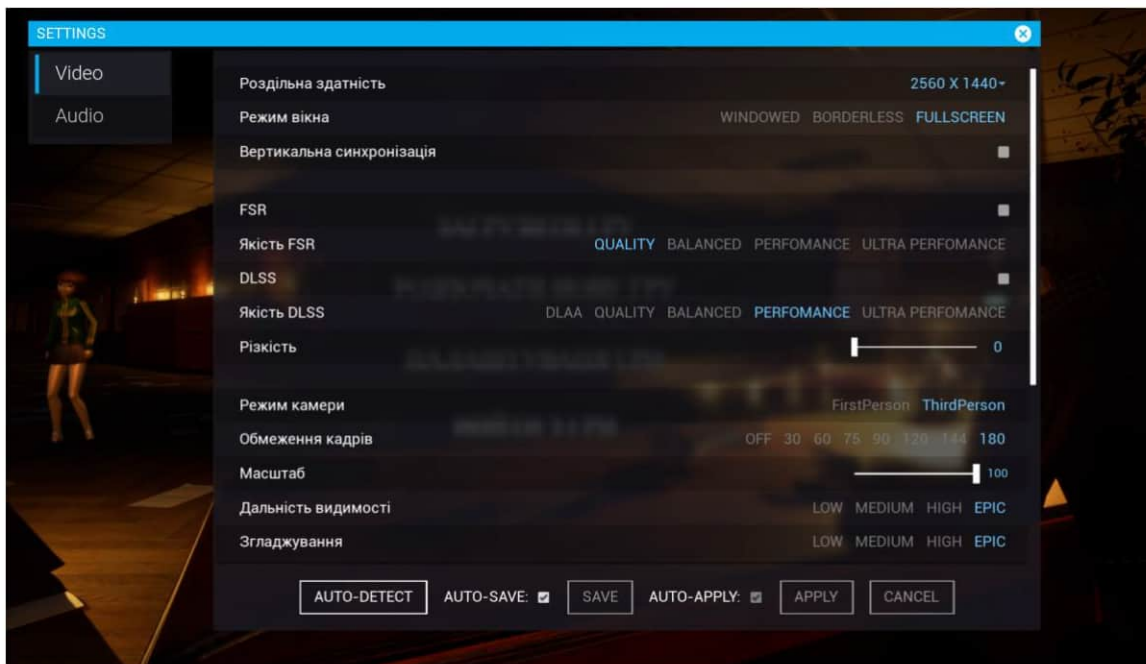 SETTINGS
Video
Audio
Роздільна здатність 2560 X 1440
Режим вікна WINDOWED BORDERLESS FULLSCREEN
Вертикальна синхронізація
FSR
Якість FSR QUALITY BALANCED PERFOMANCE ULTRA PERFOMANCE
DLSS
Якість DLSS DLAA QUALITY BALANCED PERFOMANCE ULTRA PERFOMANCE
Різкість 0
Режим камери FirstPerson ThirdPerson
Обмеження кадрів OFF 30 60 75 90 120 144 180
Масштаб 100
Дальність видимості LOW MEDIUM HIGH EPIC
Згладжування LOW MEDIUM HIGH EPIC
AUTO-DETECT AUTO-SAVE: SAVE AUTO-APPLY: APPLY CANCEL